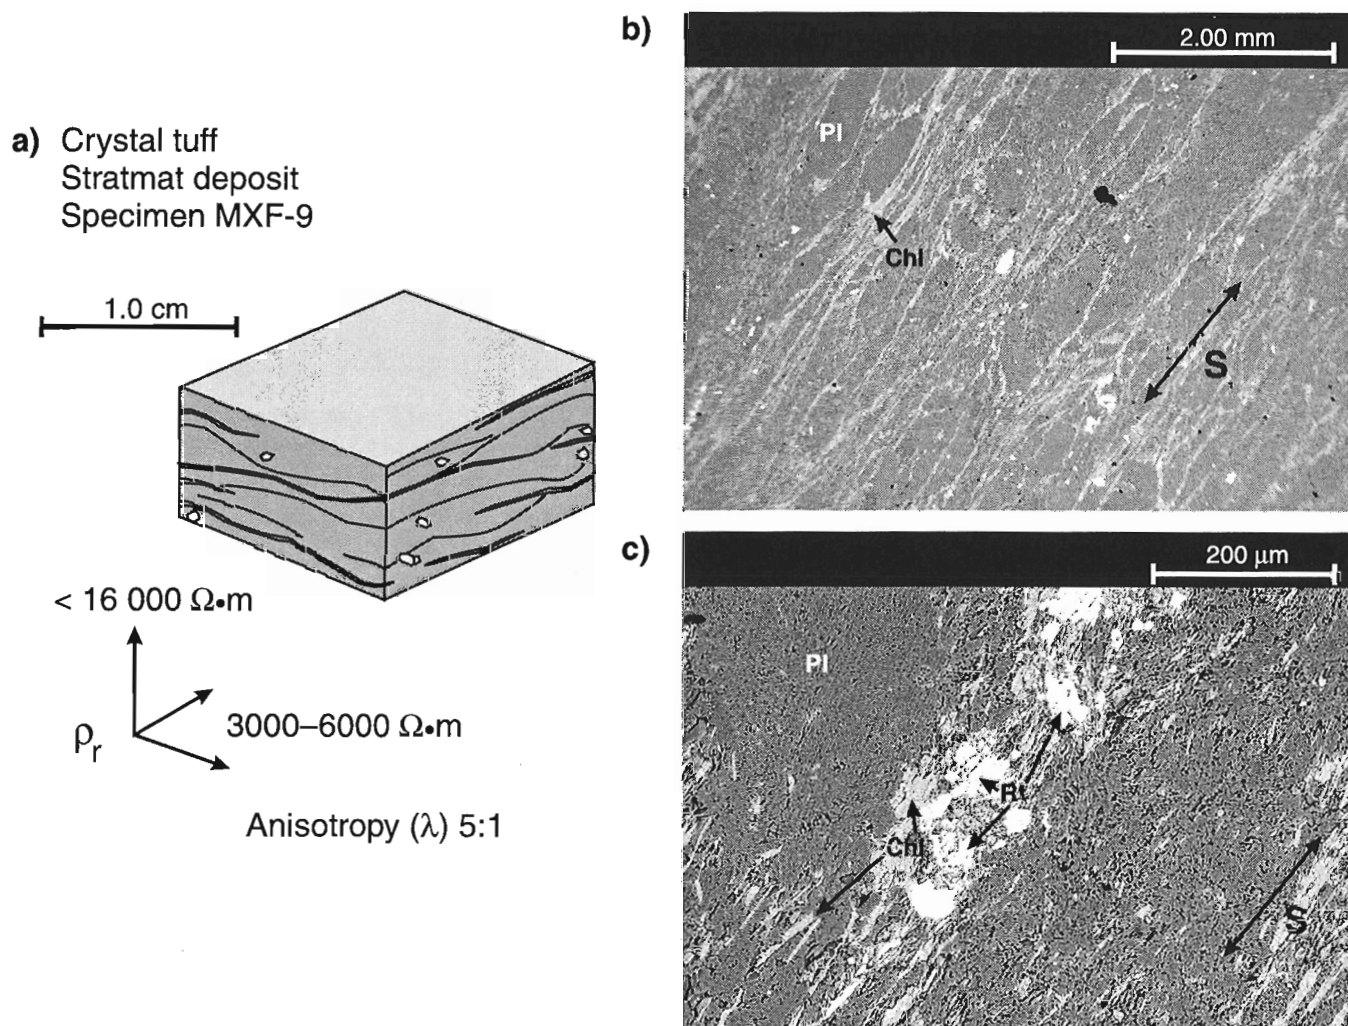 a) Crystal tuff
Stratmat deposit
Specimen MXF-9
1.0 cm
< 16 000 Ω•m
3000–6000 Ω•m
ρr
Anisotropy (λ) 5:1
b)
2.00 mm
Pl
Chl
S
c)
200 µm
Pl
Rt
Chl
S